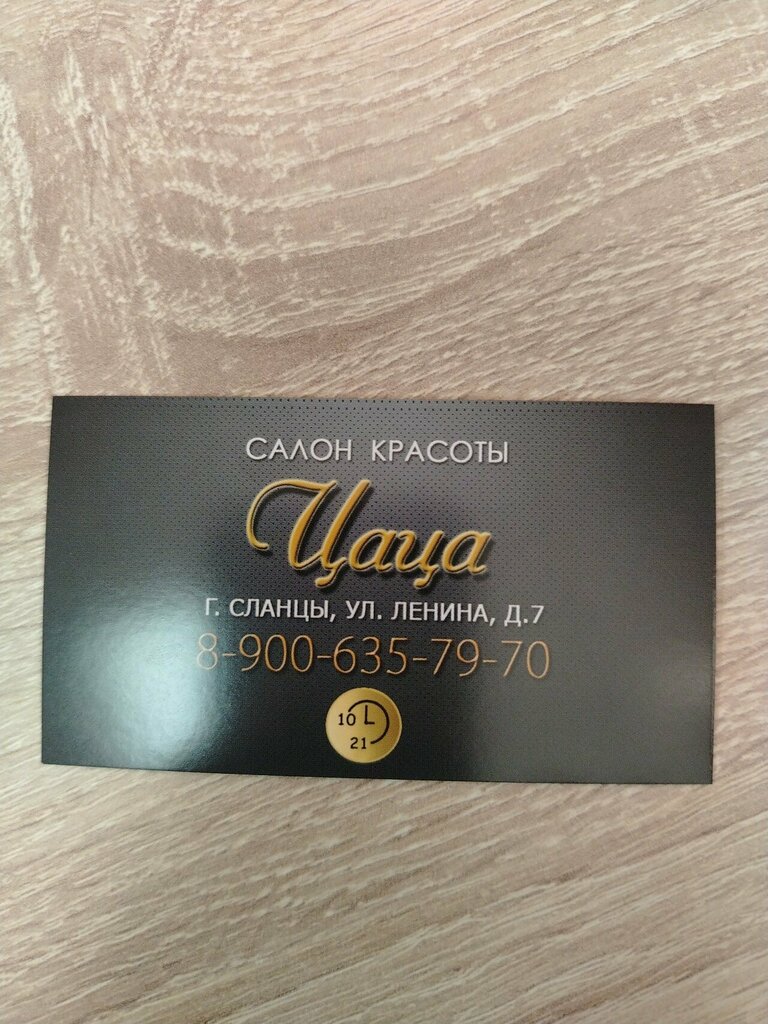 САЛОН КРАСОТЫ
Цаца
Г. СЛАНЦЫ, УЛ. ЛЕНИНА, Д.7
8-900-635-79-70
10
21